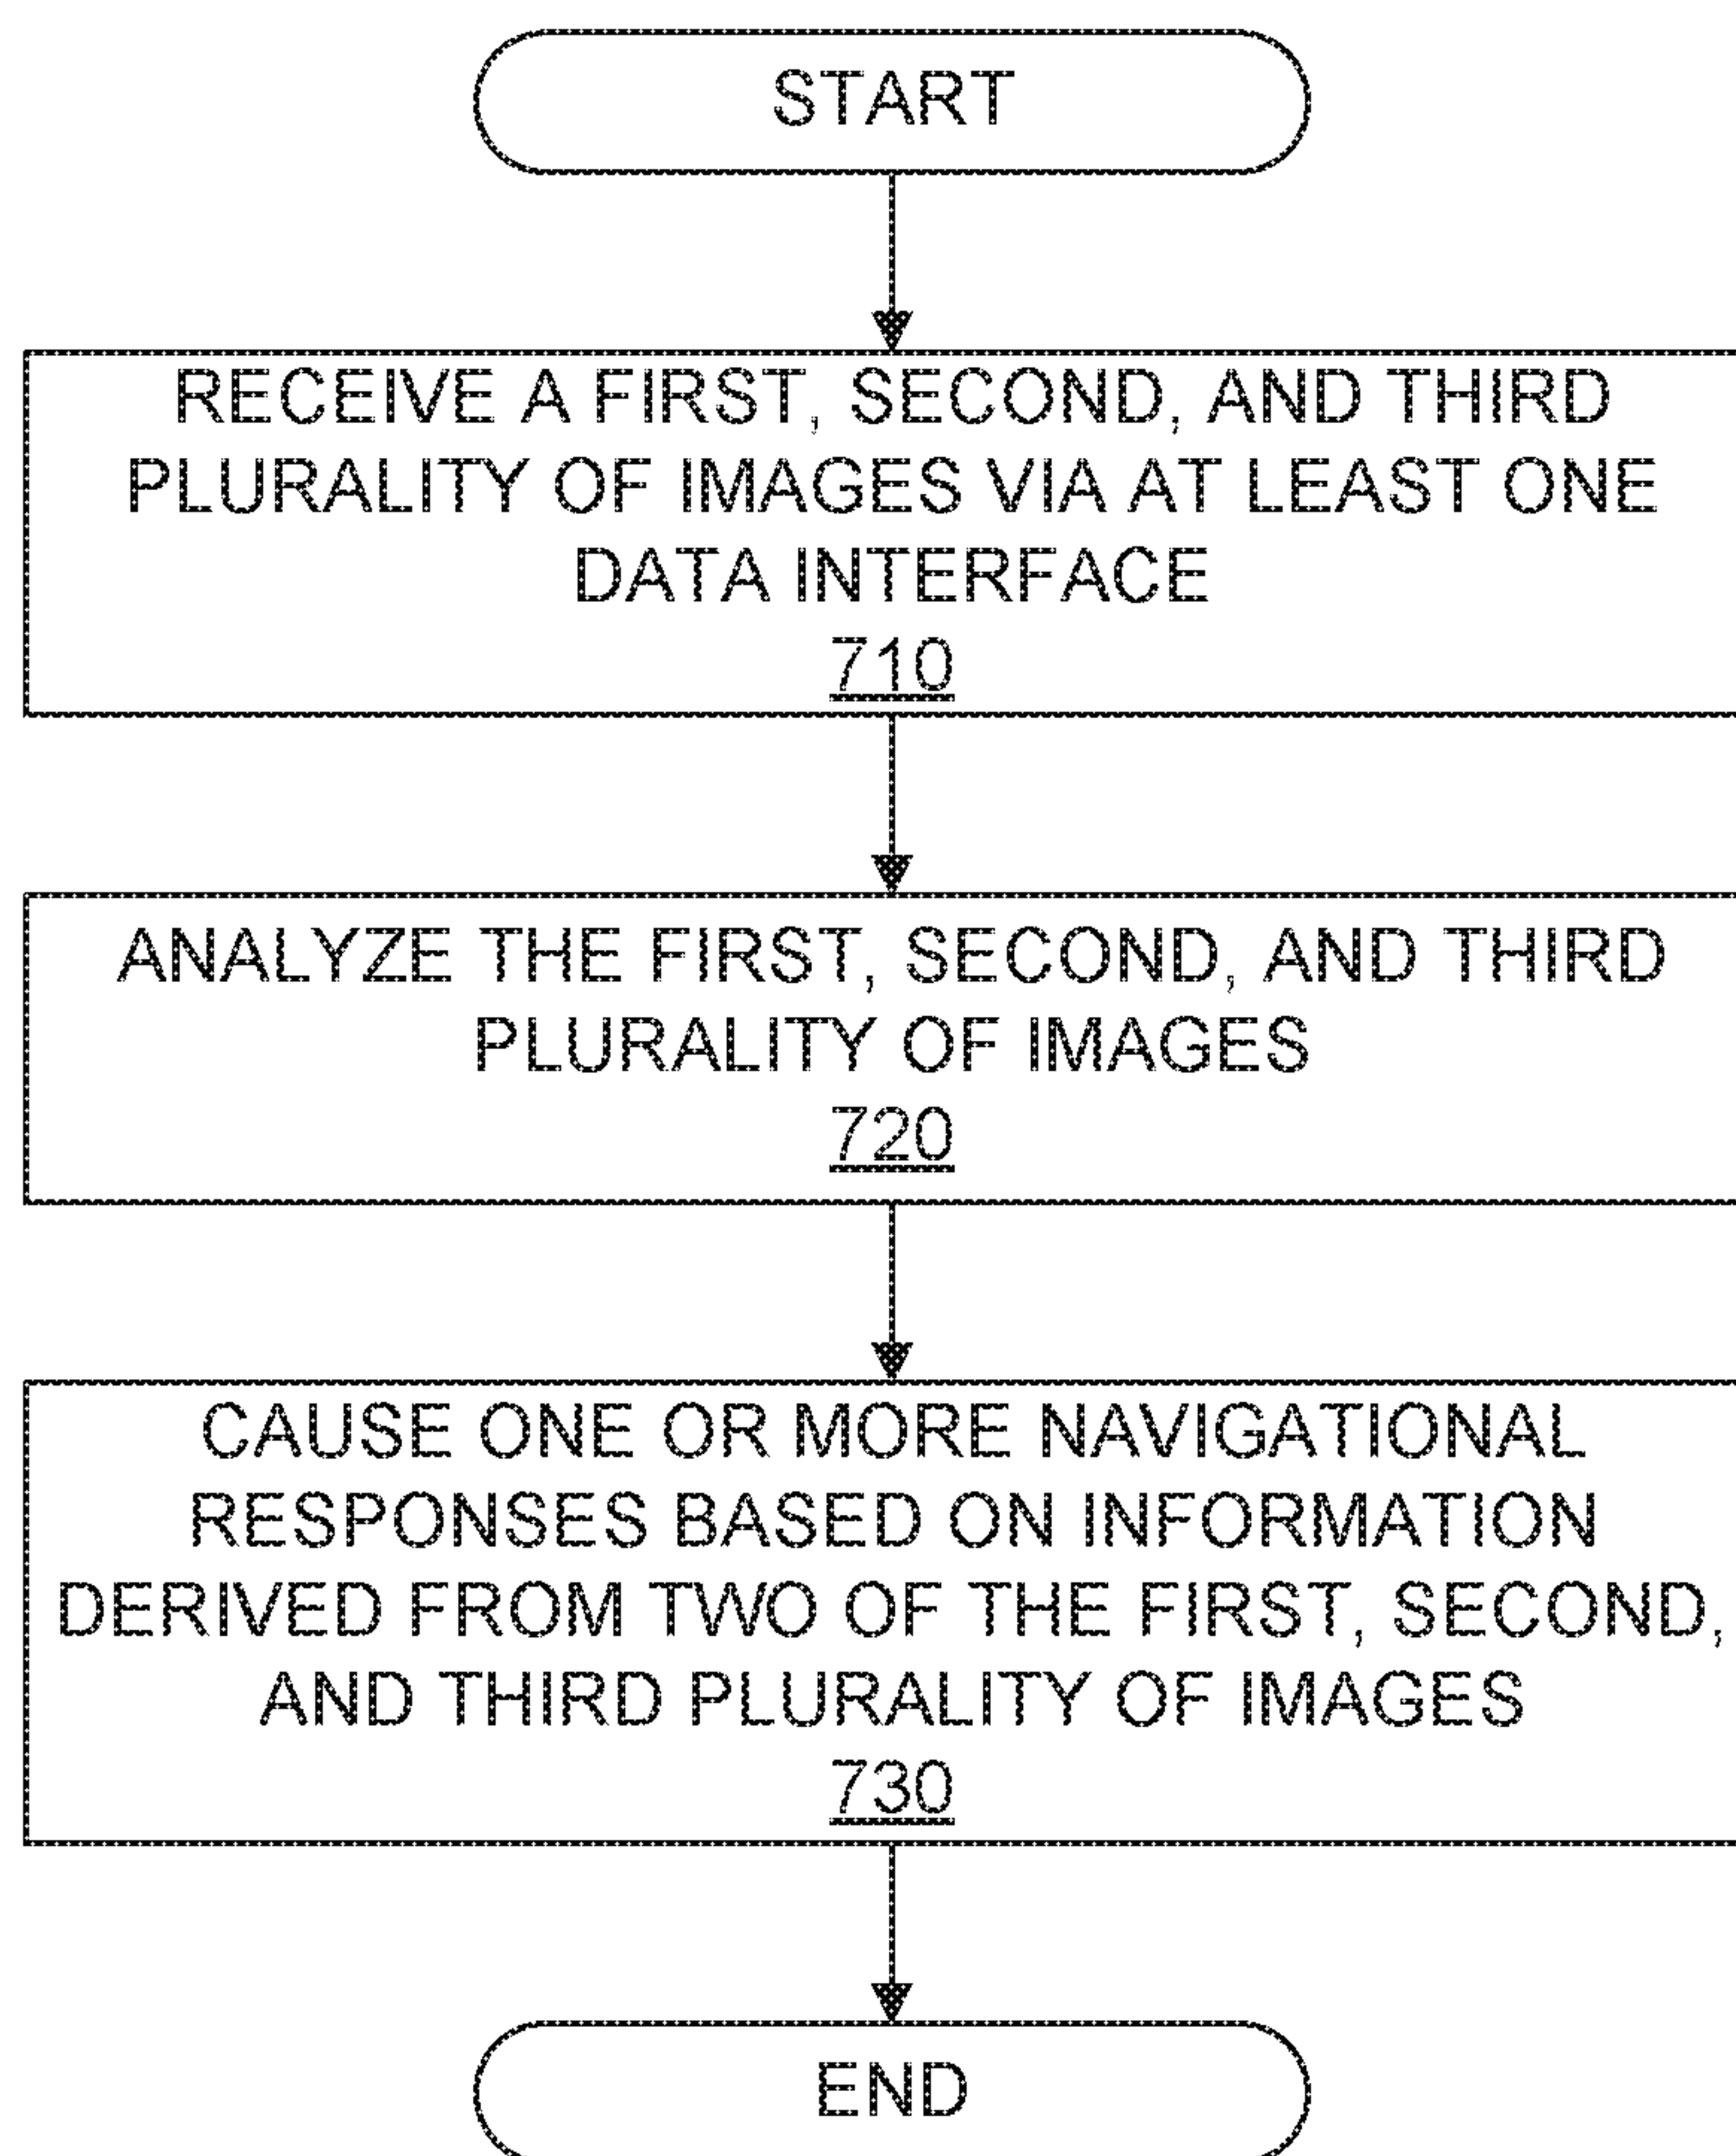 START
RECEIVE A FIRST, SECOND, AND THIRD
PLURALITY OF IMAGES VIA AT LEAST ONE
DATA INTERFACE
710
ANALYZE THE FIRST, SECOND, AND THIRD
PLURALITY OF IMAGES
720
CAUSE ONE OR MORE NAVIGATIONAL
RESPONSES BASED ON INFORMATION
DERIVED FROM TWO OF THE FIRST, SECOND,
AND THIRD PLURALITY OF IMAGES
730
END